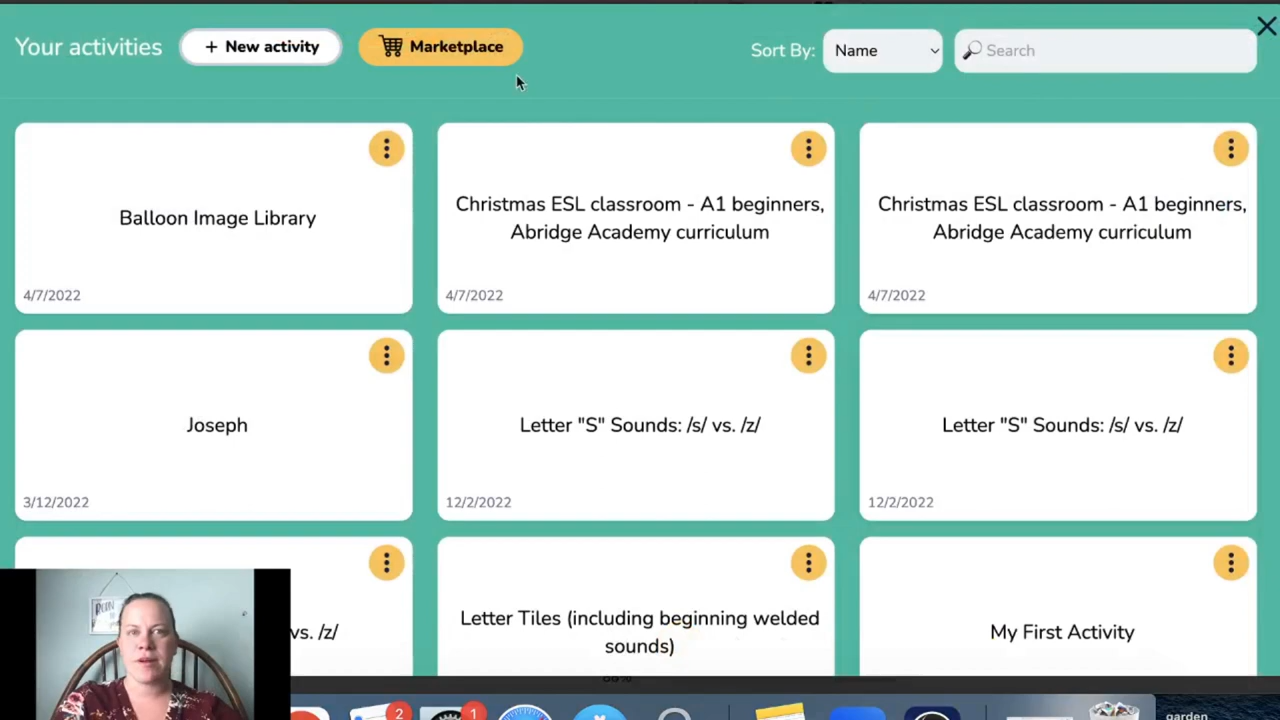 Your activities
+ New activity
Marketplace
Sort By:
Name
Search
Balloon Image Library
4/7/2022
Christmas ESL classroom - A1 beginners,
Abridge Academy curriculum
4/7/2022
Christmas ESL classroom - A1 beginners,
Abridge Academy curriculum
4/7/2022
Joseph
3/12/2022
Letter "S" Sounds: /s/ vs. /z/
12/2/2022
Letter "S" Sounds: /s/ vs. /z/
12/2/2022
vs. /z/
Letter Tiles (including beginning welded
sounds)
My First Activity
2
1
garden